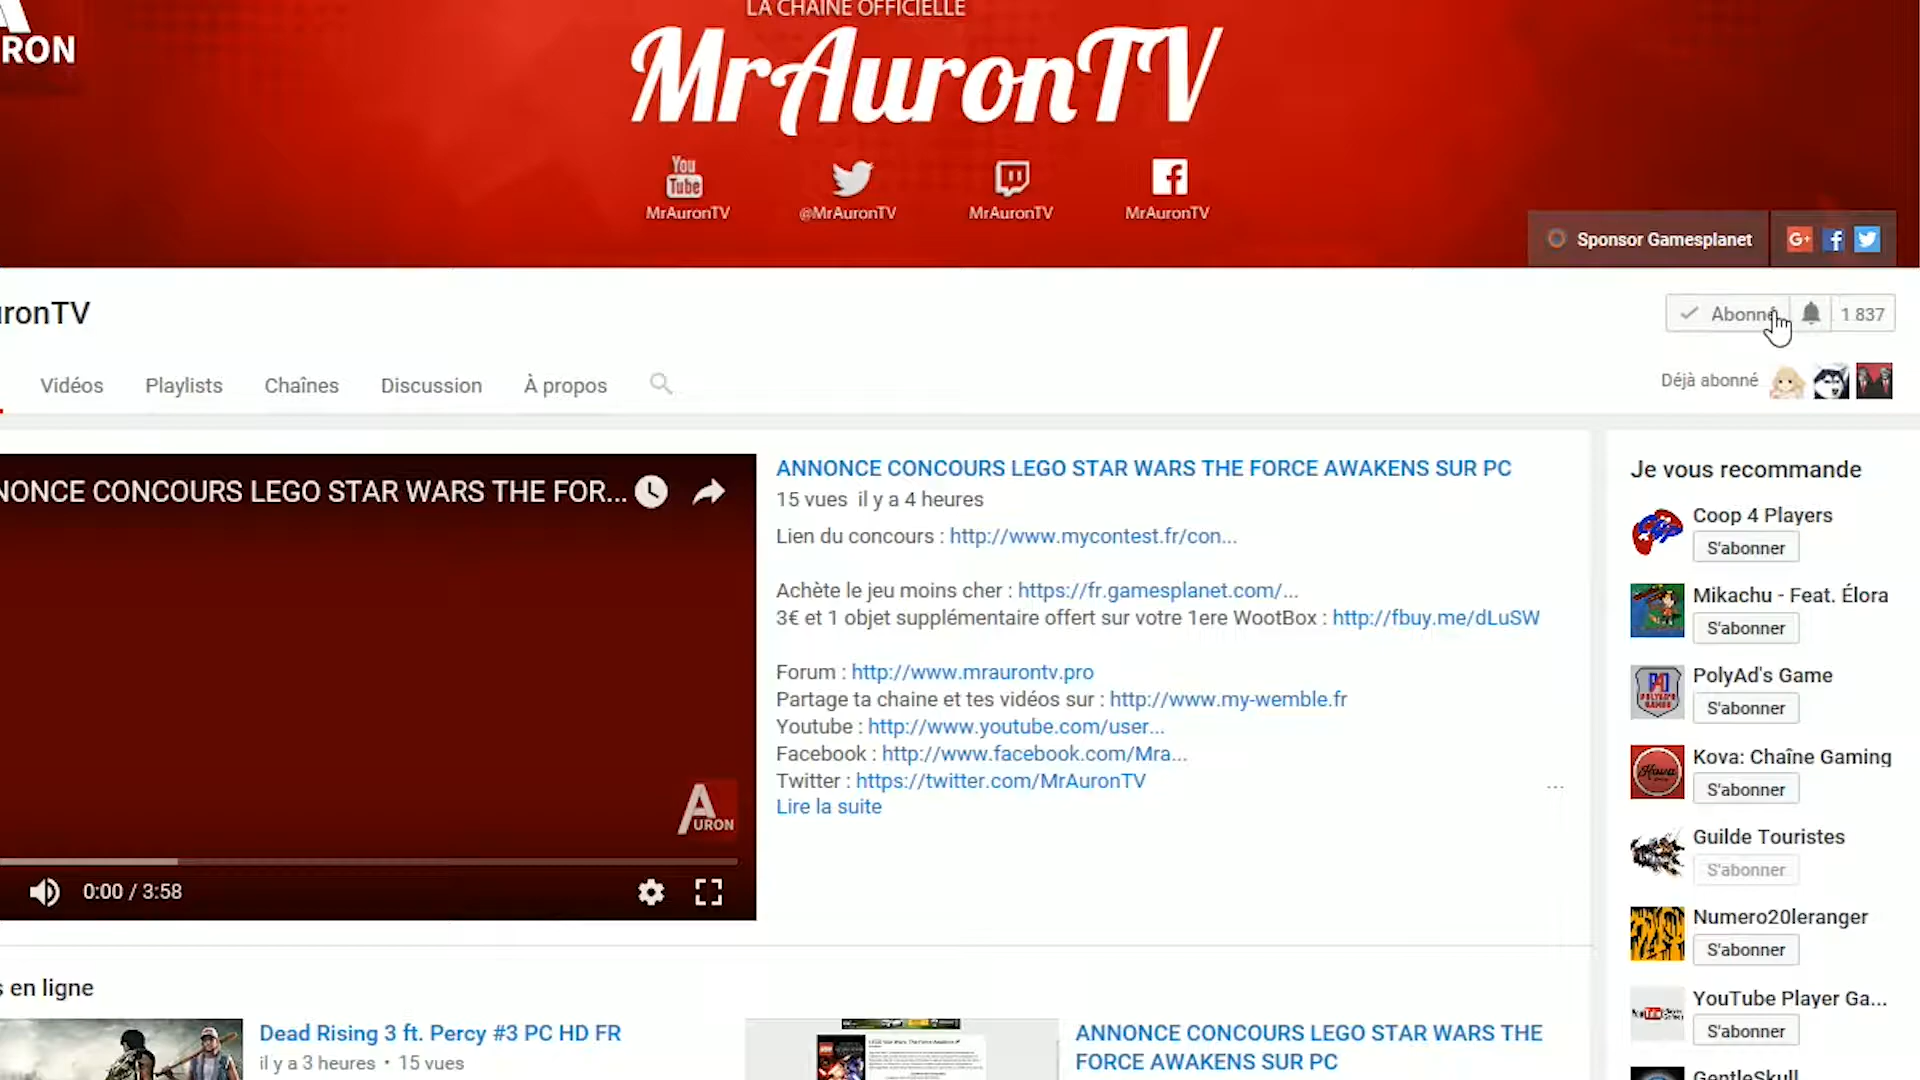 LA CHAINE OFFICIELLE
MrAuronTV
RON
You
Tube
MrAuronTV
@MrAuronTV
MrAuronTV
MrAuronTV
Sponsor Gamesplanet
G+
ronTV
Abonné
1 837
Vidéos
Playlists
Chaînes
Discussion
À propos
Déjà abonné
NONCE CONCOURS LEGO STAR WARS THE FOR...
AURON
0:00 / 3:58
ANNONCE CONCOURS LEGO STAR WARS THE FORCE AWAKENS SUR PC
15 vues il y a 4 heures
Lien du concours : http://www.mycontest.fr/con...
Achète le jeu moins cher : https://fr.gamesplanet.com/...
3€ et 1 objet supplémentaire offert sur votre 1ere WootBox : http://fbuy.me/dLuSW
Forum : http://www.mraurontv.pro
Partage ta chaine et tes vidéos sur : http://www.my-wemble.fr
Youtube : http://www.youtube.com/user...
Facebook : http://www.facebook.com/Mra...
Twitter : https://twitter.com/MrAuronTV
...
Lire la suite
Je vous recommande
Coop 4 Players
S'abonner
Mikachu - Feat. Élora
S'abonner
PolyAd's Game
S'abonner
Kova: Chaîne Gaming
S'abonner
Guilde Touristes
S'abonner
Numero20leranger
S'abonner
YouTube Player Ga...
S'abonner
GentleSkull
s en ligne
Dead Rising 3 ft. Percy #3 PC HD FR
il y a 3 heures • 15 vues
ANNONCE CONCOURS LEGO STAR WARS THE
FORCE AWAKENS SUR PC